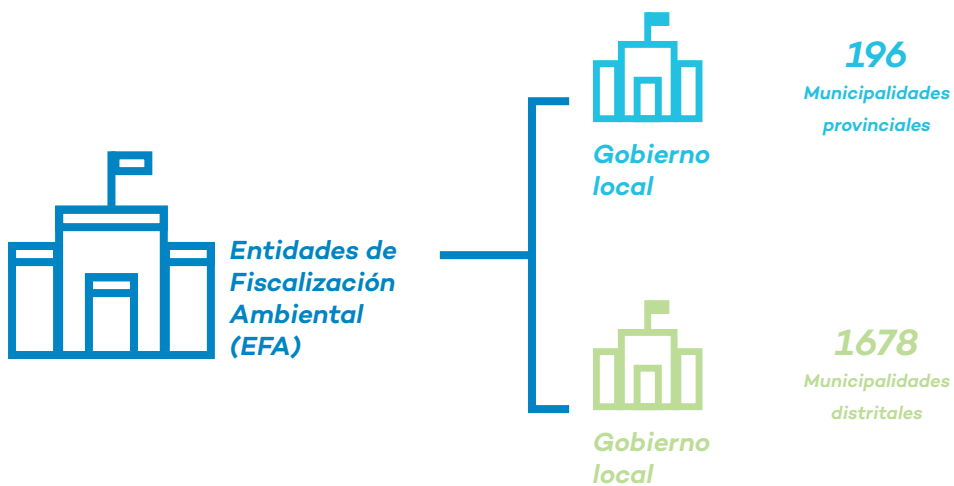 Entidades de
Fiscalización
Ambiental
(EFA)
Gobierno
local
196
Municipalidades
provinciales
Gobierno
local
1678
Municipalidades
distritales